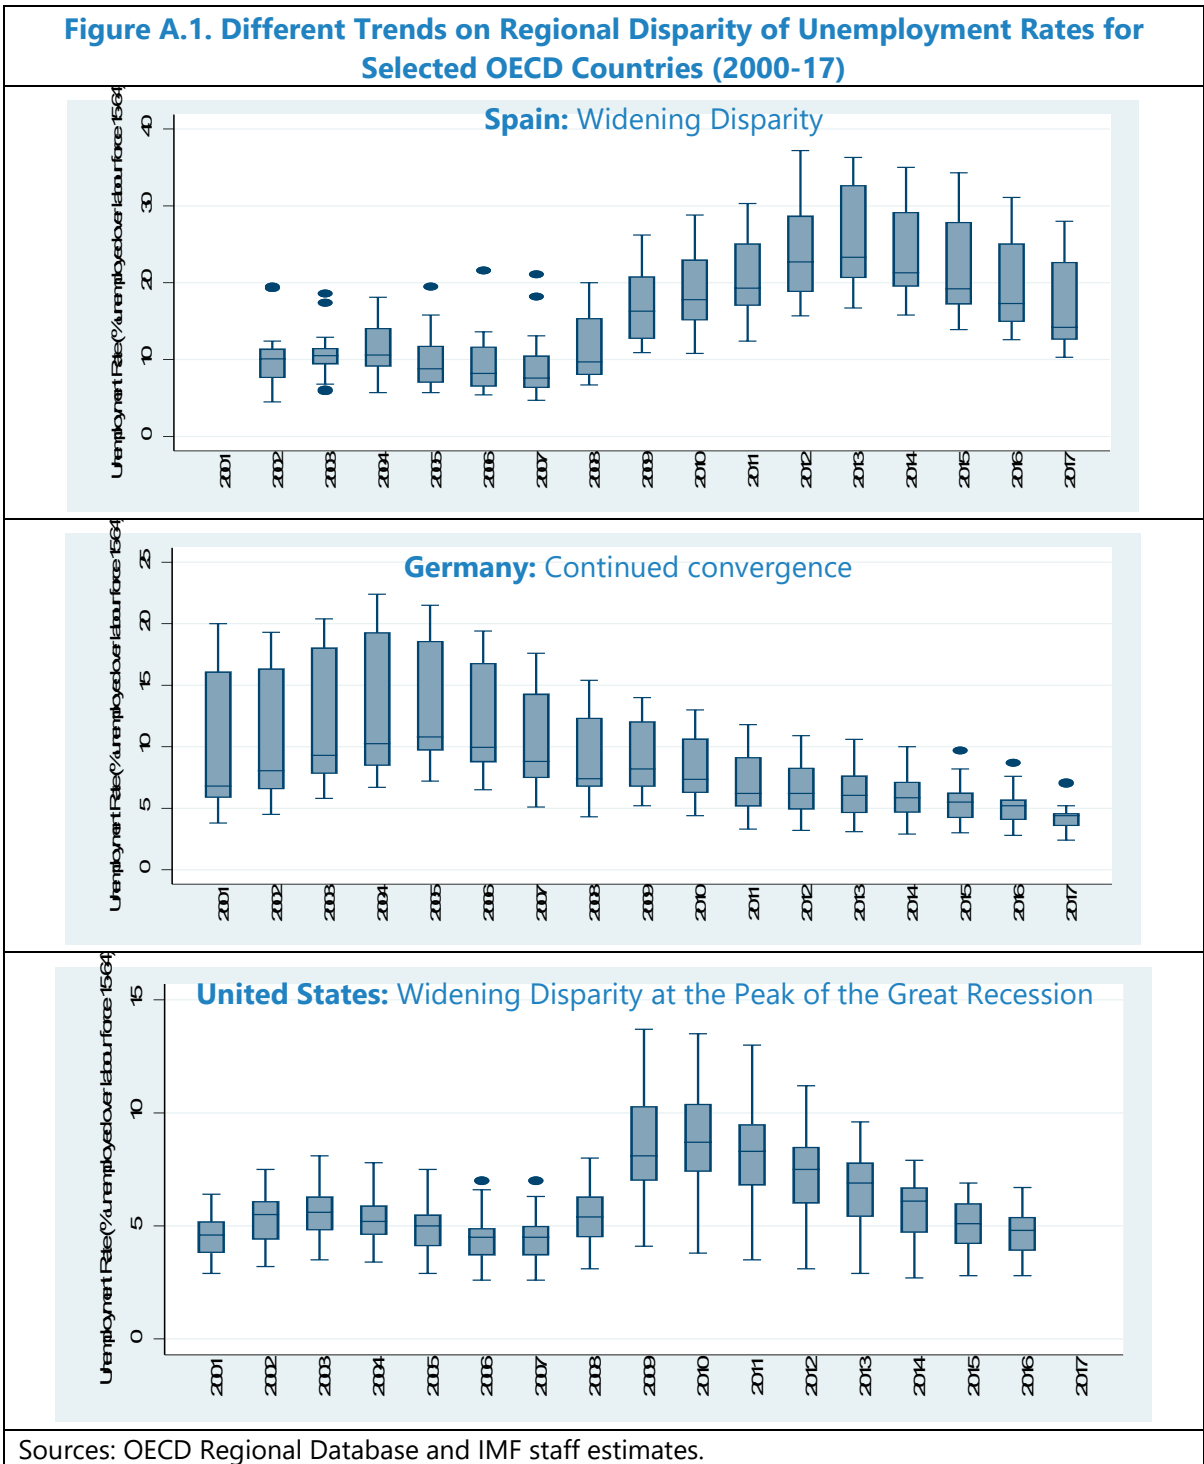 Figure A.1. Different Trends on Regional Disparity of Unemployment Rates for
Selected OECD Countries (2000-17)
Spain: Widening Disparity
Unemployment Rate (% unemployed over labour force 15-64)
40
30
20
10
0
2001 2002 2003 2004 2005 2006 2007 2008 2009 2010 2011 2012 2013 2014 2015 2016 2017
Germany: Continued convergence
Unemployment Rate (% unemployed over labour force 15-64)
25
20
15
10
5
0
2001 2002 2003 2004 2005 2006 2007 2008 2009 2010 2011 2012 2013 2014 2015 2016 2017
United States: Widening Disparity at the Peak of the Great Recession
Unemployment Rate (% unemployed over labour force 15-64)
15
10
5
0
2001 2002 2003 2004 2005 2006 2007 2008 2009 2010 2011 2012 2013 2014 2015 2016 2017
Sources: OECD Regional Database and IMF staff estimates.